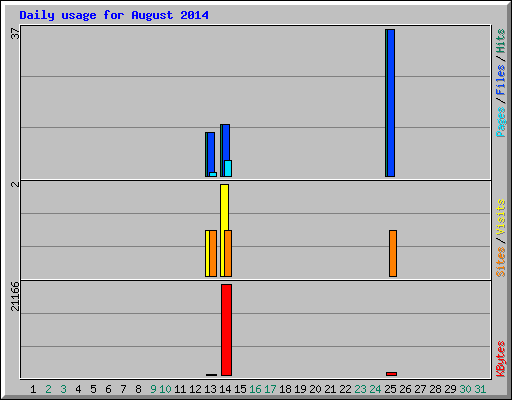 Daily usage for August 2014
37
Pages/Files/Hits
2
Sites/Visits
21166
KBytes
1 2 3 4 5 6 7 8 9 10 11 12 13 14 15 16 17 18 19 20 21 22 23 24 25 26 27 28 29 30 31